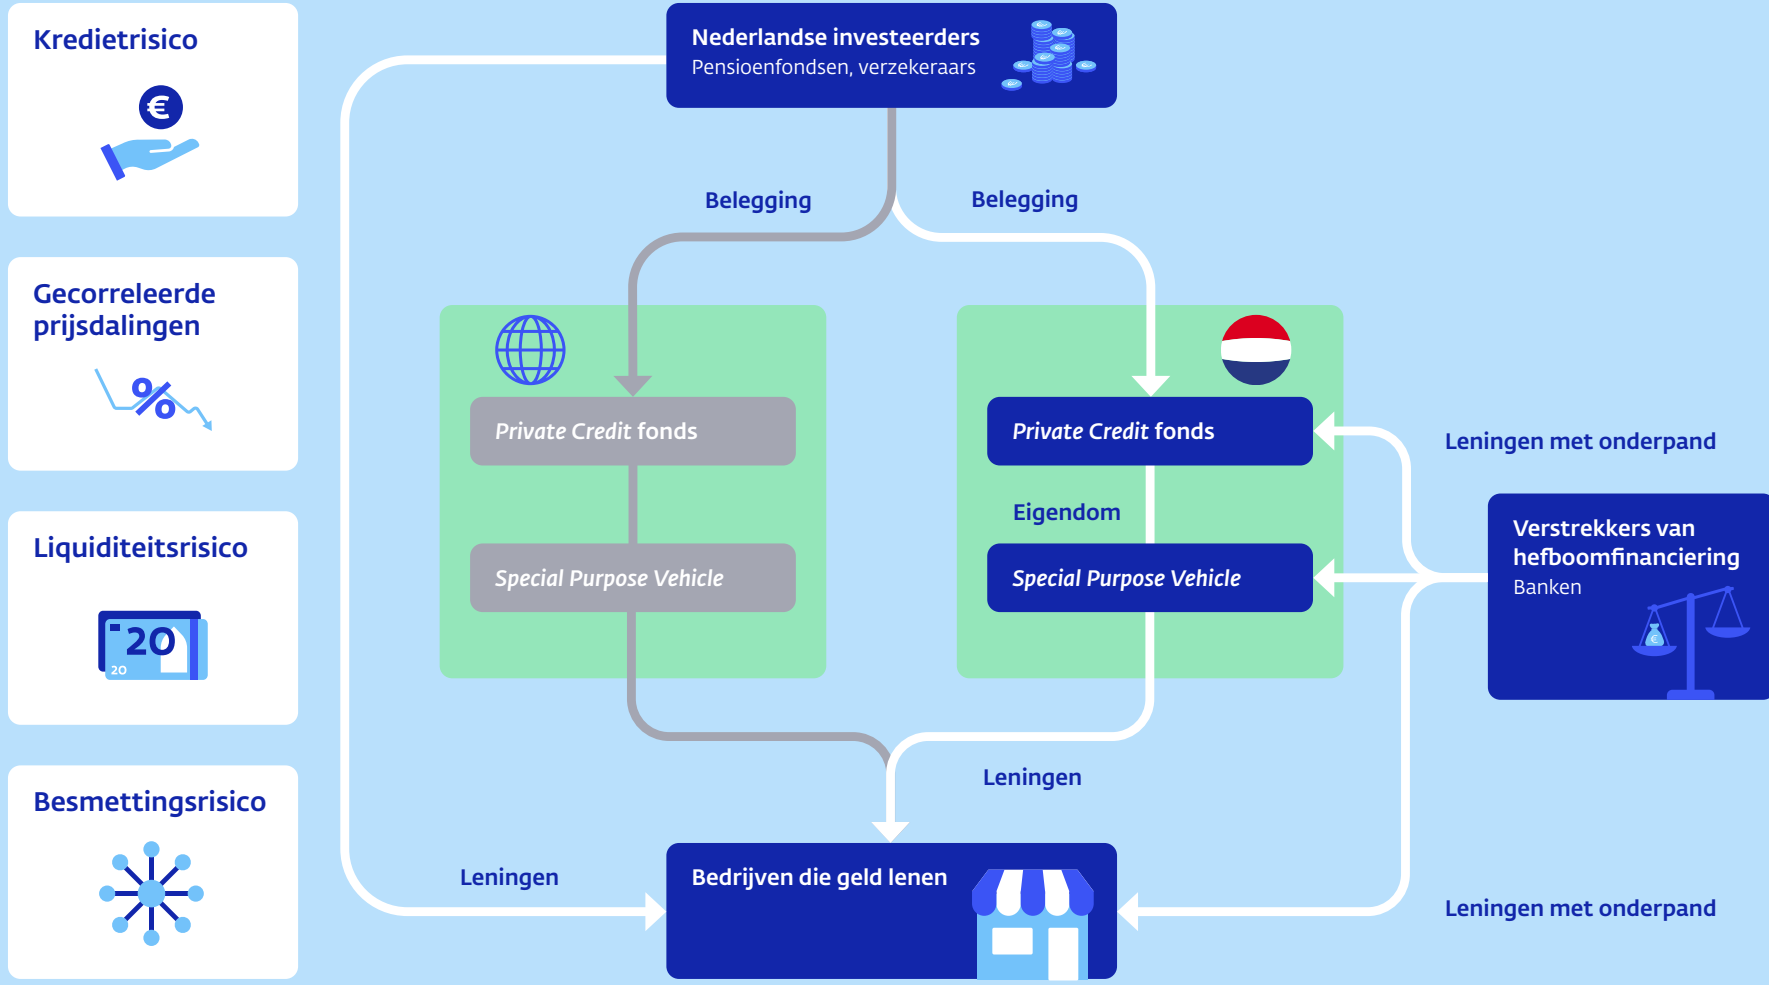 Kredietrisico
€
Gecorreleerde
prijsdalingen
%
Liquiditeitsrisico
20
20
Besmettingsrisico
Nederlandse investeerders
Pensioenfondsen, verzekeraars
Belegging
Belegging
Private Credit fonds
Special Purpose Vehicle
Private Credit fonds
Eigendom
Special Purpose Vehicle
Leningen met onderpand
Verstrekkers van
hefboomfinanciering
Banken
€
Leningen
Leningen
Bedrijven die geld lenen
Leningen met onderpand